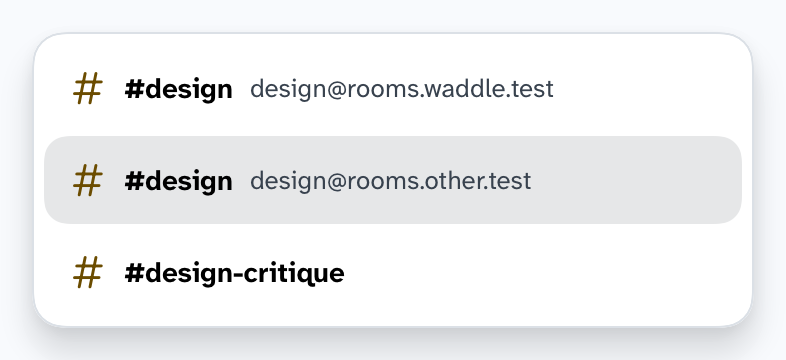 # #design design@rooms.waddle.test
# #design design@rooms.other.test
# #design-critique